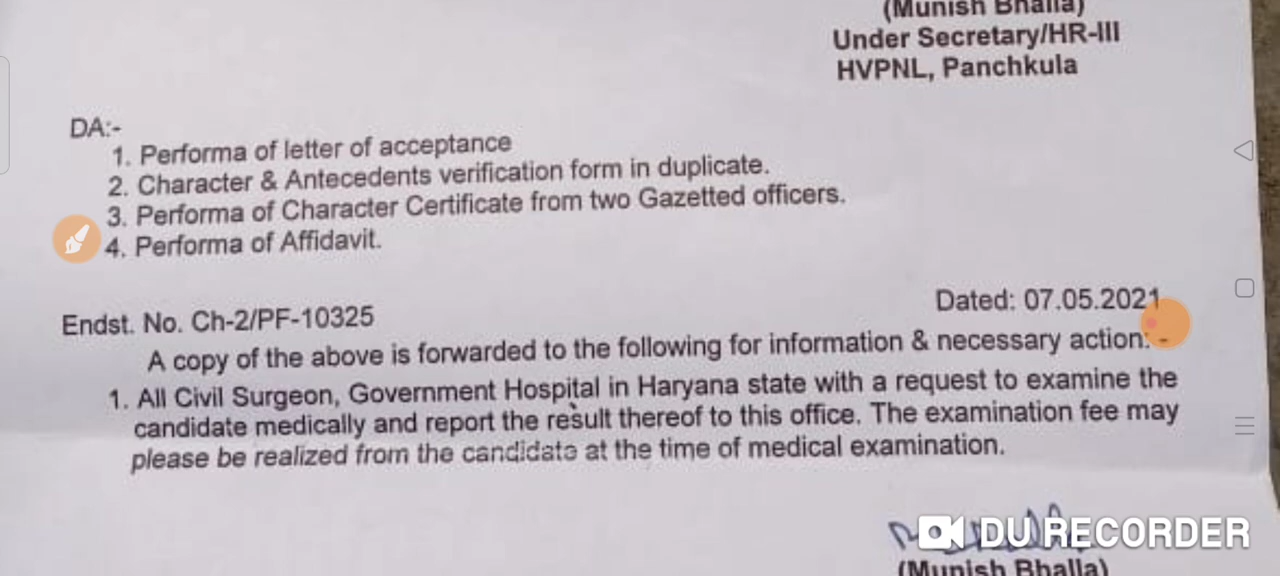 (Munish Bhalla)
Under Secretary/HR-III
HVPNL, Panchkula
DA:-
1. Performa of letter of acceptance
2. Character & Antecedents verification form in duplicate.
3. Performa of Character Certificate from two Gazetted officers.
4. Performa of Affidavit.
Endst. No. Ch-2/PF-10325
Dated: 07.05.2021
A copy of the above is forwarded to the following for information & necessary action: -
1. All Civil Surgeon, Government Hospital in Haryana state with a request to examine the
candidate medically and report the result thereof to this office. The examination fee may
please be realized from the candidate at the time of medical examination.
DU RECORDER
(Munish Bhalla)